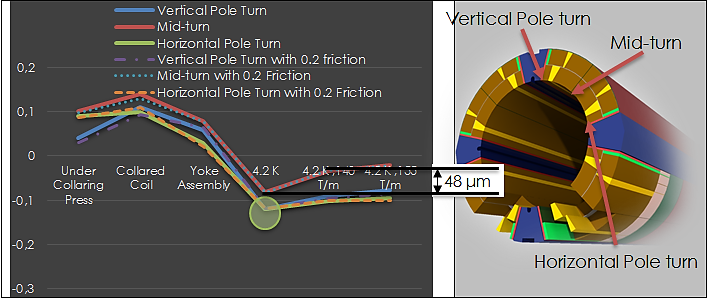 Vertical Pole Turn
Mid-turn
Horizontal Pole Turn
Vertical Pole Turn with 0.2 friction
Mid-turn with 0.2 Friction
Horizontal Pole Turn with 0.2 Friction
0,2
0,1
0
-0,1
-0,2
-0,3
Under
Collaring
Press
Collared
Coil
Yoke
Assembly
4.2 K
4.2 K ,
T/m
4.2 K ,
T/m
48 µm
Vertical Pole turn
Mid-turn
Horizontal Pole turn